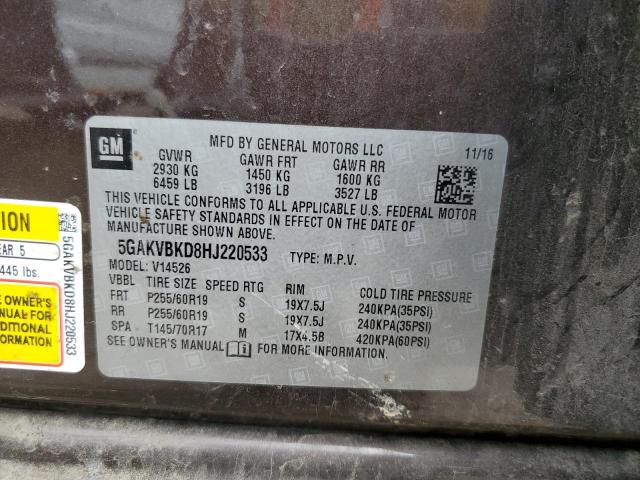 GM
MFD BY GENERAL MOTORS LLC
11/16
GVWR GAWR FRT GAWR RR
2930 KG 1450 KG 1600 KG
6459 LB 3196 LB 3527 LB
THIS VEHICLE CONFORMS TO ALL APPLICABLE U.S. FEDERAL MOTOR
VEHICLE SAFETY STANDARDS IN EFFECT ON THE DATE OF
MANUFACTURE SHOWN ABOVE.
5GAKVBKD8HJ220533 TYPE: M.P.V.
MODEL: V14526
VBBL TIRE SIZE SPEED RTG RIM COLD TIRE PRESSURE
FRT P255/60R19 S 19X7.5J 240KPA(35PSI)
RR P255/60R19 S 19X7.5J 240KPA(35PSI)
SPA T145/70R17 M 17X4.5B 420KPA(60PSI)
SEE OWNER'S MANUAL i FOR MORE INFORMATION.
ION
EAR 5
445 lbs.
E OWNER'S
NUAL FOR
DITIONAL
ORMATION
5GAKVBKD8HJ220533